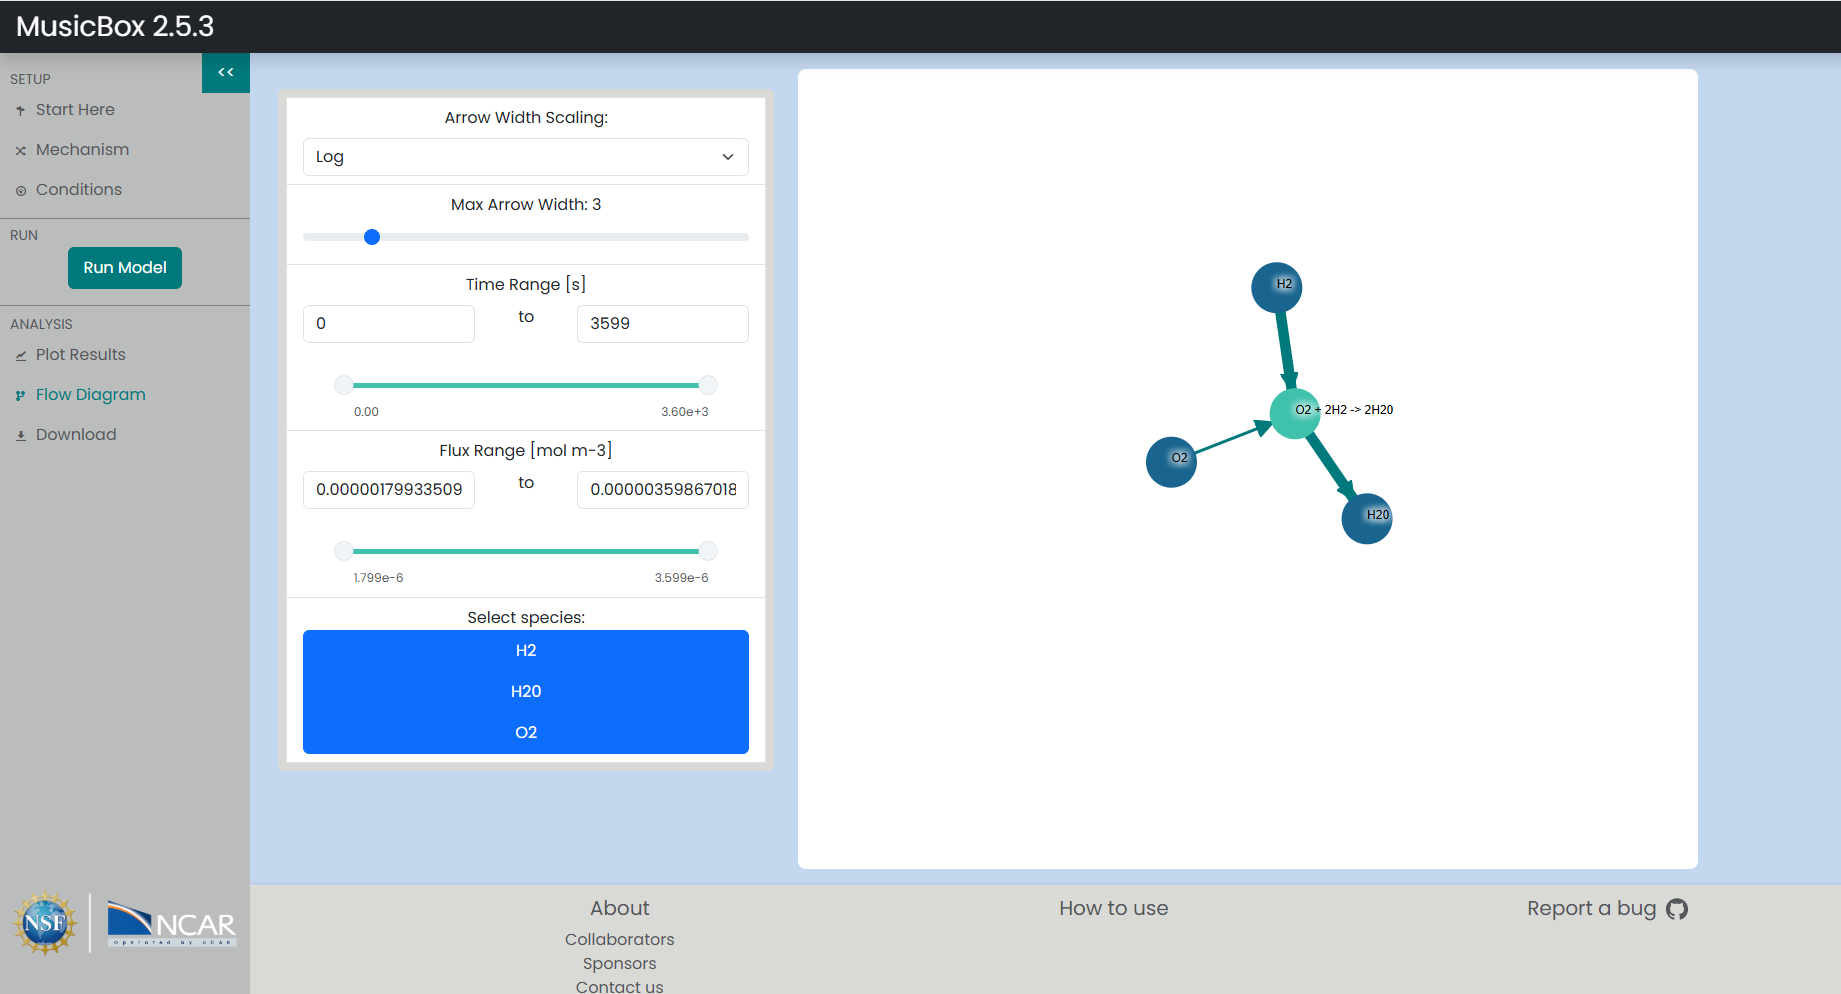 MusicBox 2.5.3
<<
SETUP
Start Here
Mechanism
Conditions
RUN
Run Model
ANALYSIS
Plot Results
Flow Diagram
Download
NSF
NCAR
operated by UCAR
Arrow Width Scaling:
Log
Max Arrow Width: 3
Time Range [s]
0 to 3599
0.00 3.60e+3
Flux Range [mol m-3]
0.00000179933509 to 0.00000359867018
1.799e-6 3.599e-6
Select species:
H2
H20
O2
H2
O2 + 2H2 -> 2H20
O2
H20
About
Collaborators
Sponsors
Contact us
How to use
Report a bug